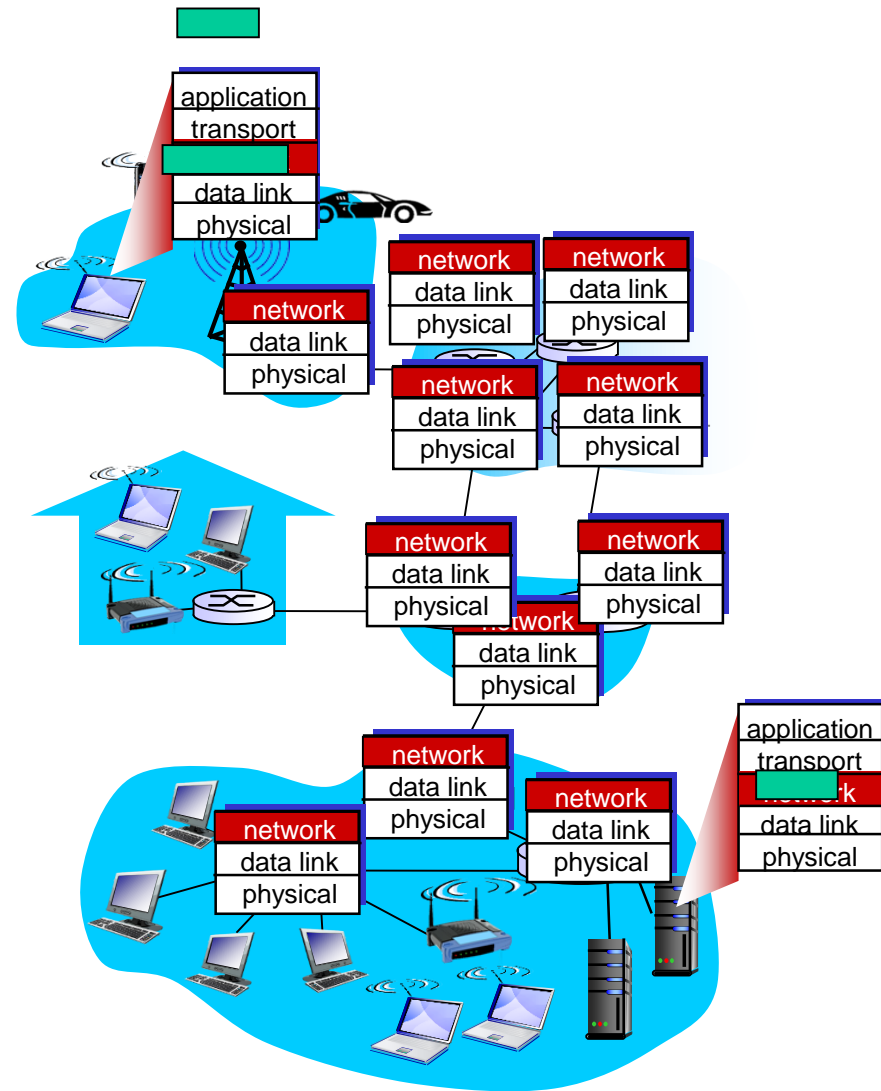 application
transport
data link
physical
network
data link
physical
network
data link
physical
network
data link
physical
network
data link
physical
network
data link
physical
network
data link
physical
network
data link
physical
network
data link
physical
application
transport
network
data link
physical
network
data link
physical
network
data link
physical
network
data link
physical